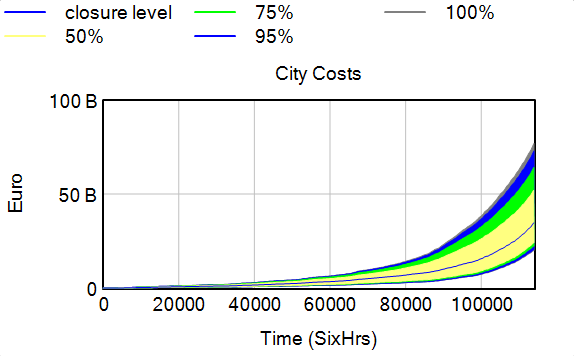 closure level 75% 100%
50% 95%
City Costs
100 B
50 B
0
Euro
0 20000 40000 60000 80000 100000
Time (SixHrs)